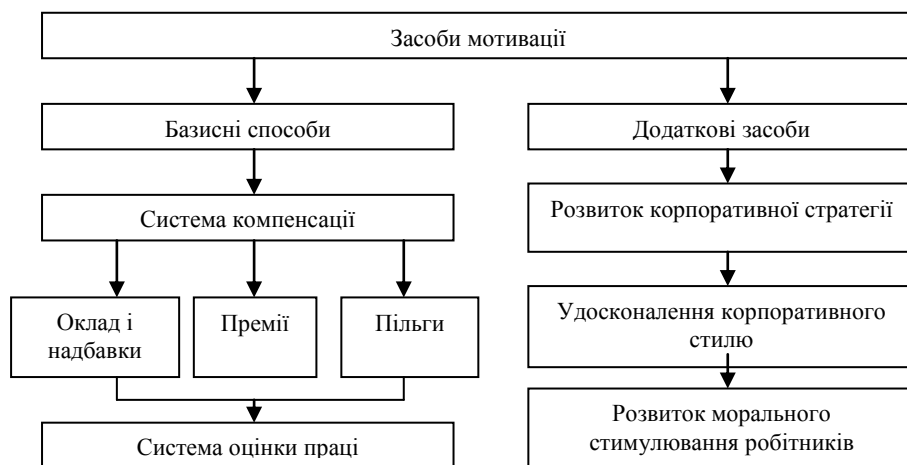 Засоби мотивації
Базисні способи
Додаткові засоби
Система компенсації
Розвиток корпоративної стратегії
Оклад і
надбавки
Премії
Пільги
Удосконалення корпоративного
стилю
Система оцінки праці
Розвиток морального
стимулювання робітників